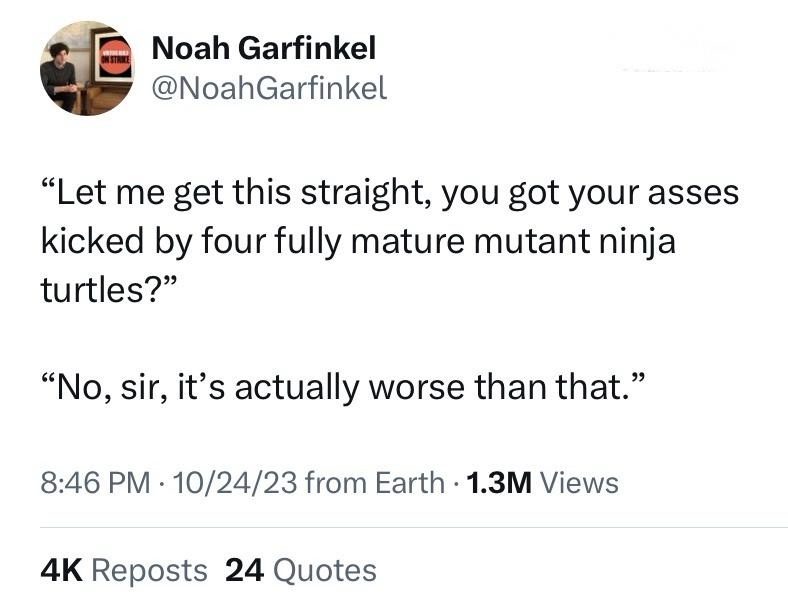 Noah Garfinkel
@NoahGarfinkel
ON STRIKE
“Let me get this straight, you got your asses
kicked by four fully mature mutant ninja
turtles?”
“No, sir, it’s actually worse than that.”
8:46 PM · 10/24/23 from Earth · 1.3M Views
4K Reposts 24 Quotes